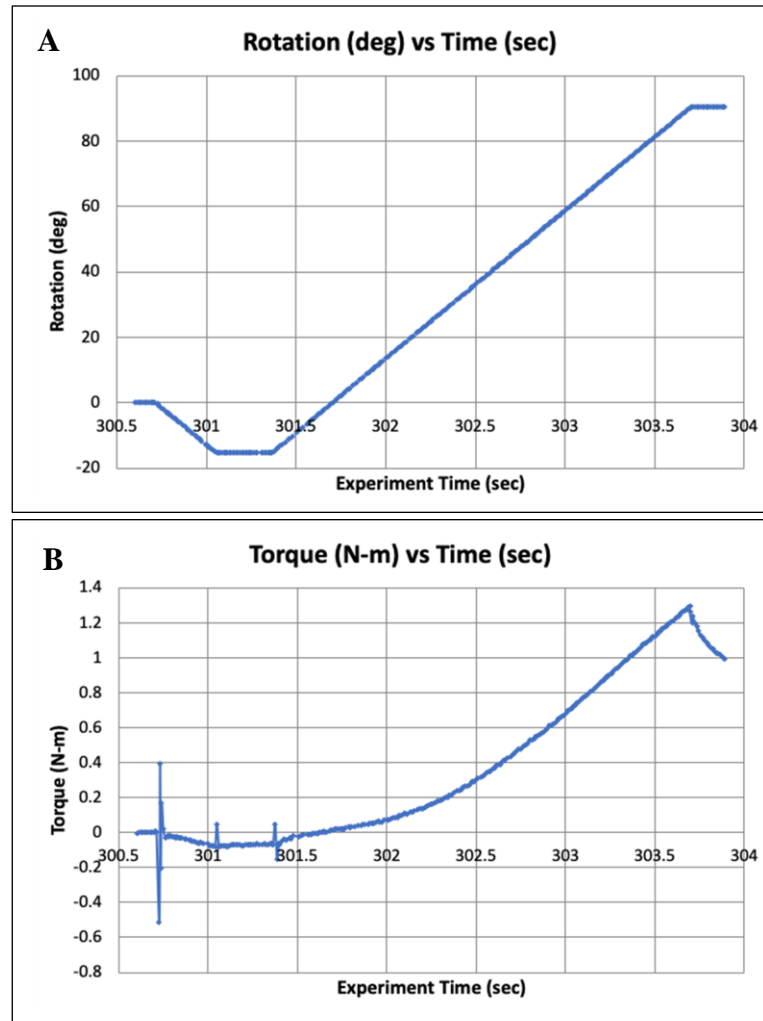 A
Rotation (deg) vs Time (sec)
100
80
60
40
20
0
-20
Rotation (deg)
300.5 301 301.5 302 302.5 303 303.5 304
Experiment Time (sec)
B
Torque (N-m) vs Time (sec)
1.4
1.2
1
0.8
0.6
0.4
0.2
0
-0.2
-0.4
-0.6
-0.8
Torque (N-m)
300.5 301 301.5 302 302.5 303 303.5 304
Experiment Time (sec)